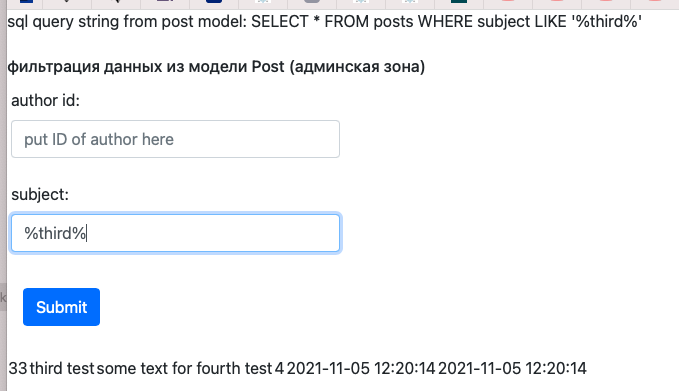 sql query string from post model: SELECT * FROM posts WHERE subject LIKE '%third%'
фильтрация данных из модели Post (админская зона)
author id:
put ID of author here
subject:
%third%
Submit
33 third test some text for fourth test 4 2021-11-05 12:20:14 2021-11-05 12:20:14